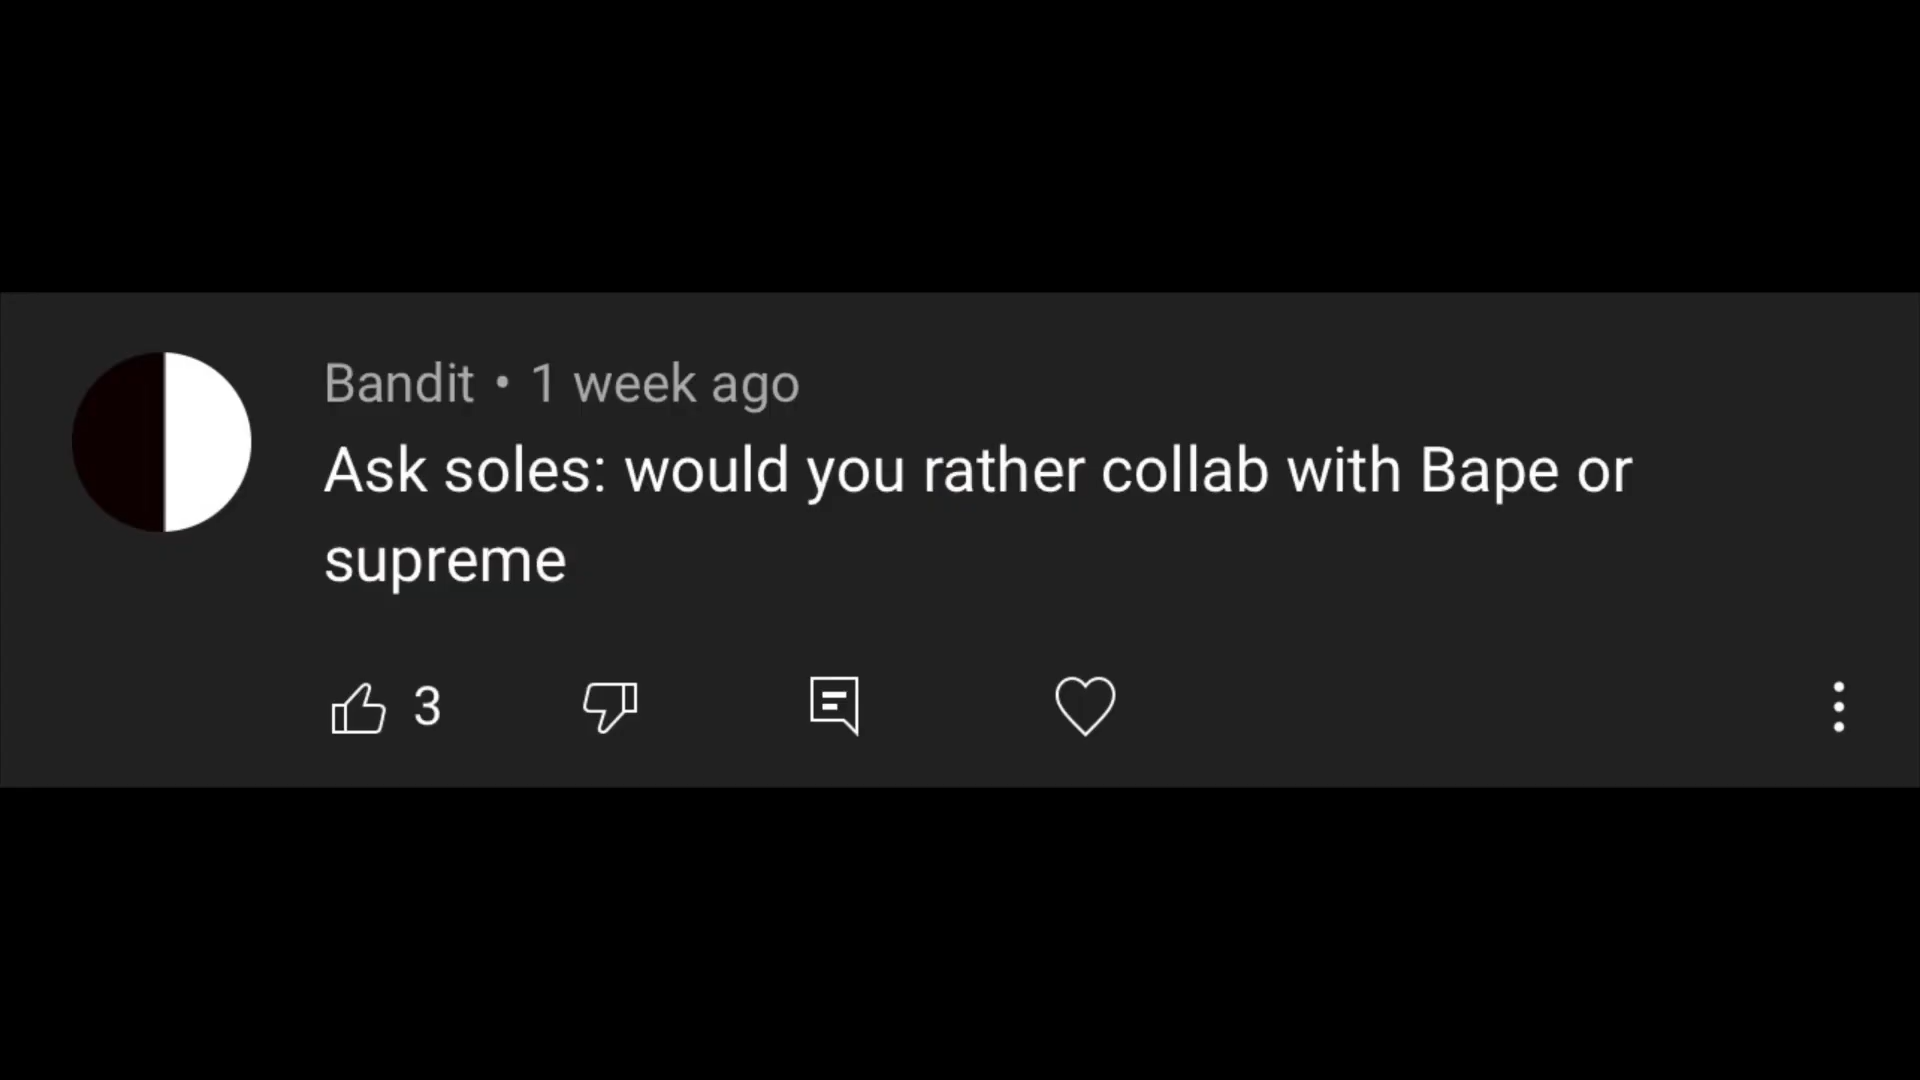 Bandit • 1 week ago
Ask soles: would you rather collab with Bape or
supreme
3